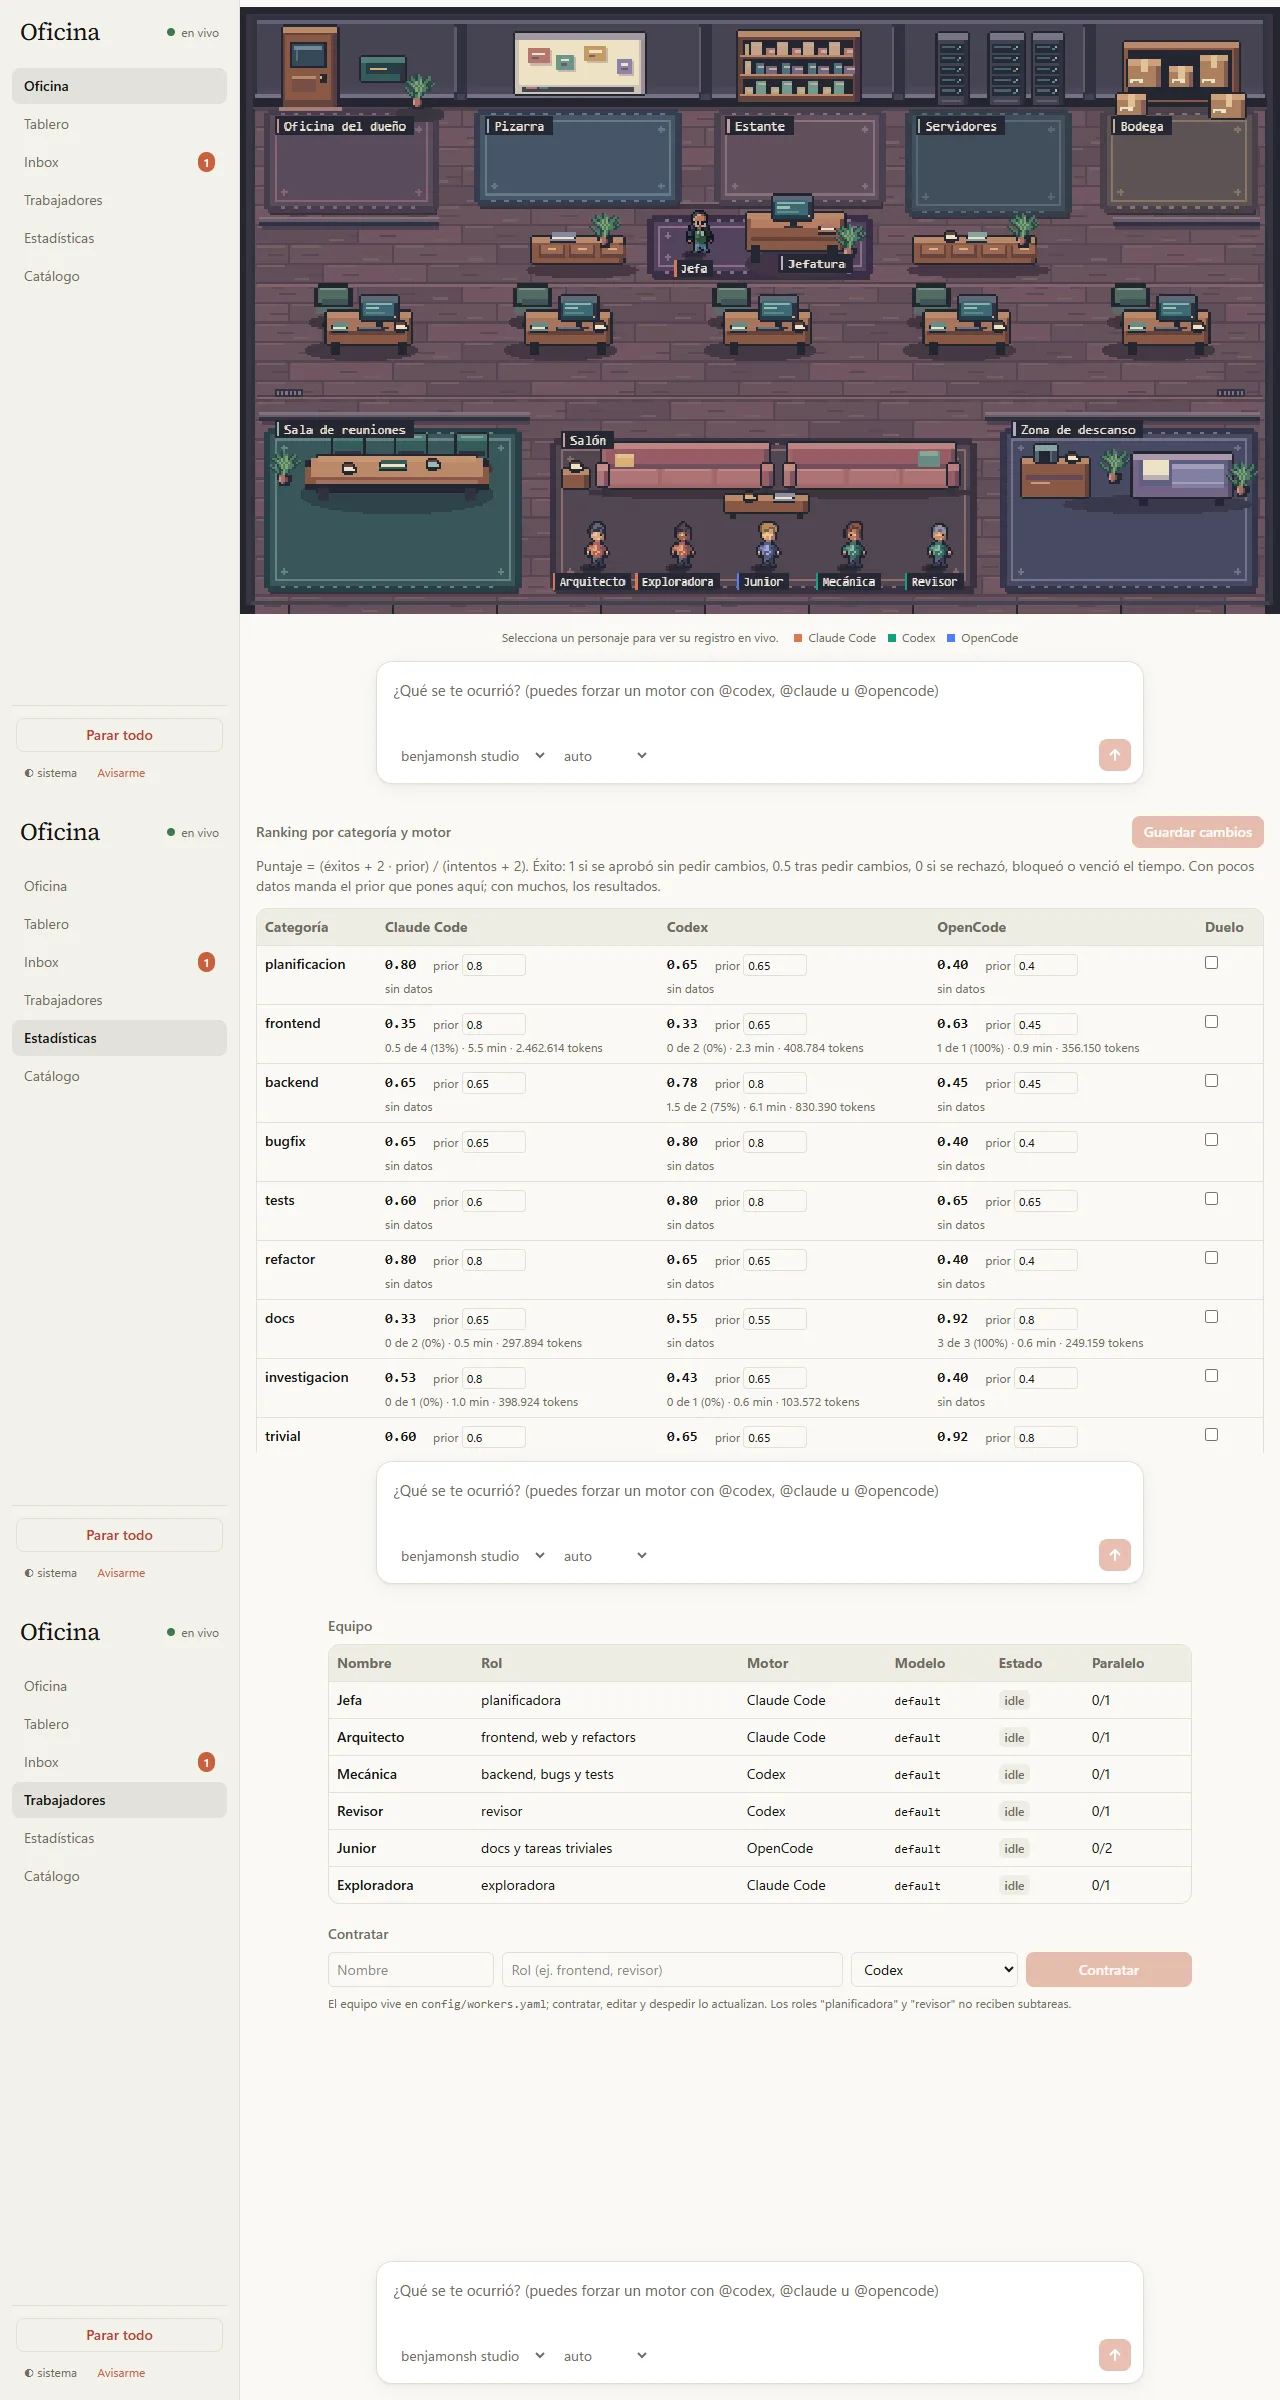 Oficina
en vivo
Oficina
Tablero
Inbox 1
Trabajadores
Estadísticas
Catálogo
Parar todo
sistema Avisarme
Oficina del dueño
Pizarra
Estante
Servidores
Bodega
Jefa
Jefatura
Sala de reuniones
Salón
Zona de descanso
Arquitecto
Exploradora
Junior
Mecánica
Revisor
Selecciona un personaje para ver su registro en vivo. Claude Code Codex OpenCode
¿Qué se te ocurrió? (puedes forzar un motor con @codex, @claude u @opencode)
benjamonsh studio auto
Oficina
en vivo
Oficina
Tablero
Inbox 1
Trabajadores
Estadísticas
Catálogo
Parar todo
sistema Avisarme
Ranking por categoría y motor
Guardar cambios
Puntaje = (éxitos + 2 · prior) / (intentos + 2). Éxito: 1 si se aprobó sin pedir cambios, 0.5 tras pedir cambios, 0 si se rechazó, bloqueó o venció el tiempo. Con pocos
datos manda el prior que pones aquí; con muchos, los resultados.
Categoría Claude Code Codex OpenCode Duelo
planificacion 0.80 prior 0.8 0.65 prior 0.65 0.40 prior 0.4
sin datos sin datos sin datos
frontend 0.35 prior 0.8 0.33 prior 0.65 0.63 prior 0.45
0.5 de 4 (13%) · 5.5 min · 2.462.614 tokens 0 de 2 (0%) · 2.3 min · 408.784 tokens 1 de 1 (100%) · 0.9 min · 356.150 tokens
backend 0.65 prior 0.65 0.78 prior 0.8 0.45 prior 0.45
sin datos 1.5 de 2 (75%) · 6.1 min · 830.390 tokens sin datos
bugfix 0.65 prior 0.65 0.80 prior 0.8 0.40 prior 0.4
sin datos sin datos sin datos
tests 0.60 prior 0.6 0.80 prior 0.8 0.65 prior 0.65
sin datos sin datos sin datos
refactor 0.80 prior 0.8 0.65 prior 0.65 0.40 prior 0.4
sin datos sin datos sin datos
docs 0.33 prior 0.65 0.55 prior 0.55 0.92 prior 0.8
0 de 2 (0%) · 0.5 min · 297.894 tokens sin datos 3 de 3 (100%) · 0.6 min · 249.159 tokens
investigacion 0.53 prior 0.8 0.43 prior 0.65 0.40 prior 0.4
0 de 1 (0%) · 1.0 min · 398.924 tokens 0 de 1 (0%) · 0.6 min · 103.572 tokens sin datos
trivial 0.60 prior 0.6 0.65 prior 0.65 0.92 prior 0.8
¿Qué se te ocurrió? (puedes forzar un motor con @codex, @claude u @opencode)
benjamonsh studio auto
Oficina
en vivo
Oficina
Tablero
Inbox 1
Trabajadores
Estadísticas
Catálogo
Parar todo
sistema Avisarme
Equipo
Nombre Rol Motor Modelo Estado Paralelo
Jefa planificadora Claude Code default idle 0/1
Arquitecto frontend, web y refactors Claude Code default idle 0/1
Mecánica backend, bugs y tests Codex default idle 0/1
Revisor revisor Codex default idle 0/1
Junior docs y tareas triviales OpenCode default idle 0/2
Exploradora exploradora Claude Code default idle 0/1
Contratar
Nombre Rol (ej. frontend, revisor) Codex Contratar
El equipo vive en config/workers.yaml; contratar, editar y despedir lo actualizan. Los roles "planificadora" y "revisor" no reciben subtareas.
¿Qué se te ocurrió? (puedes forzar un motor con @codex, @claude u @opencode)
benjamonsh studio auto